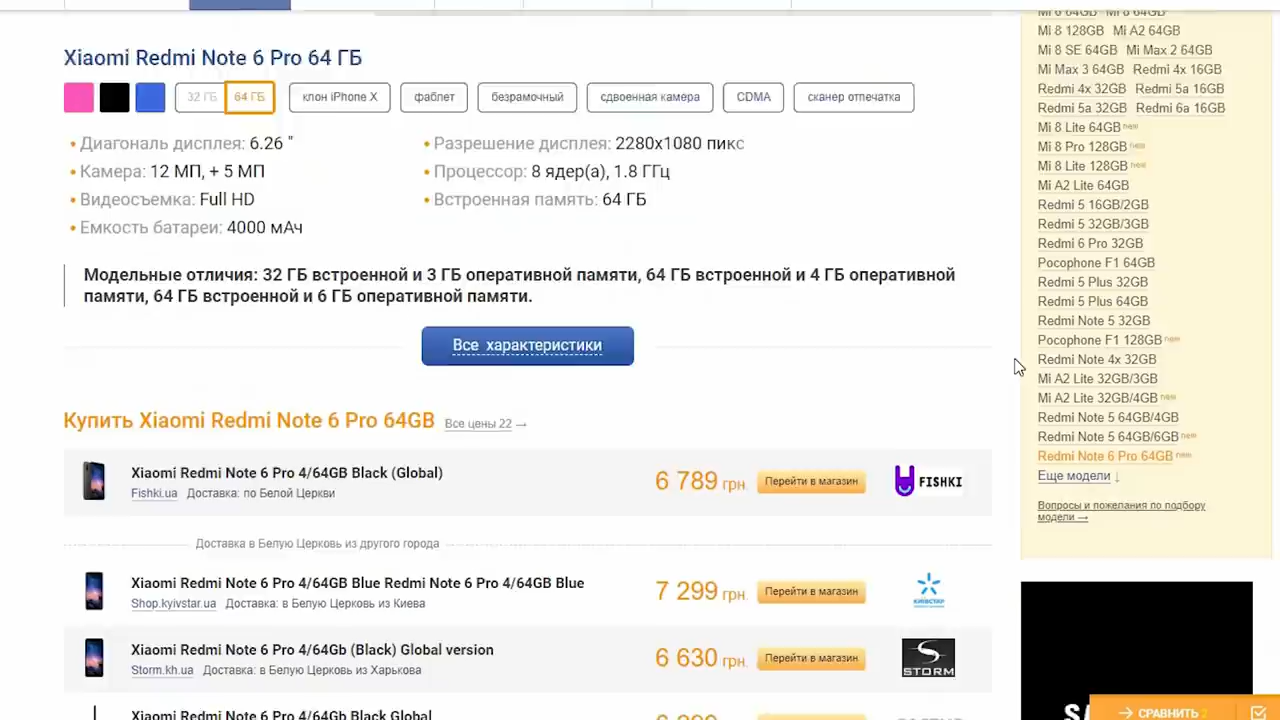 Xiaomi Redmi Note 6 Pro 64 ГБ
32 ГБ 64 ГБ клон iPhone X фаблет безрамочный сдвоенная камера CDMA сканер отпечатка
• Диагональ дисплея: 6.26 " • Разрешение дисплея: 2280x1080 пикс
• Камера: 12 МП, + 5 МП • Процессор: 8 ядер(а), 1.8 ГГц
• Видеосъемка: Full HD • Встроенная память: 64 ГБ
• Емкость батареи: 4000 мАч
Модельные отличия: 32 ГБ встроенной и 3 ГБ оперативной памяти, 64 ГБ встроенной и 4 ГБ оперативной
памяти, 64 ГБ встроенной и 6 ГБ оперативной памяти.
Все характеристики
Купить Xiaomi Redmi Note 6 Pro 64GB Все цены 22 →
Xiaomi Redmi Note 6 Pro 4/64GB Black (Global)
Fishki.ua Доставка: по Белой Церкви
6 789 грн. Перейти в магазин FISHKI
Доставка в Белую Церковь из другого города
Xiaomi Redmi Note 6 Pro 4/64GB Blue Redmi Note 6 Pro 4/64GB Blue
Shop.kyivstar.ua Доставка: в Белую Церковь из Киева
7 299 грн. Перейти в магазин КИЇВСТАР
Xiaomi Redmi Note 6 Pro 4/64Gb (Black) Global version
Storm.kh.ua Доставка: в Белую Церковь из Харькова
6 630 грн. Перейти в магазин STORM
Xiaomi Redmi Note 6 Pro 4/64Gb Black Global
Mi 6 64GB Mi 8 64GB
Mi 8 128GB Mi A2 64GB
Mi 8 SE 64GB Mi Max 2 64GB
Mi Max 3 64GB Redmi 4x 16GB
Redmi 4x 32GB Redmi 5a 16GB
Redmi 5a 32GB Redmi 6a 16GB
Mi 8 Lite 64GB new
Mi 8 Pro 128GB new
Mi 8 Lite 128GB new
Mi A2 Lite 64GB
Redmi 5 16GB/2GB
Redmi 5 32GB/3GB
Redmi 6 Pro 32GB
Pocophone F1 64GB
Redmi 5 Plus 32GB
Redmi 5 Plus 64GB
Redmi Note 5 32GB
Pocophone F1 128GB new
Redmi Note 4x 32GB
Mi A2 Lite 32GB/3GB
Mi A2 Lite 32GB/4GB new
Redmi Note 5 64GB/4GB
Redmi Note 5 64GB/6GB new
Redmi Note 6 Pro 64GB new
Еще модели ↓
Вопросы и пожелания по подбору
модели →
→ СРАВНИТЬ 2